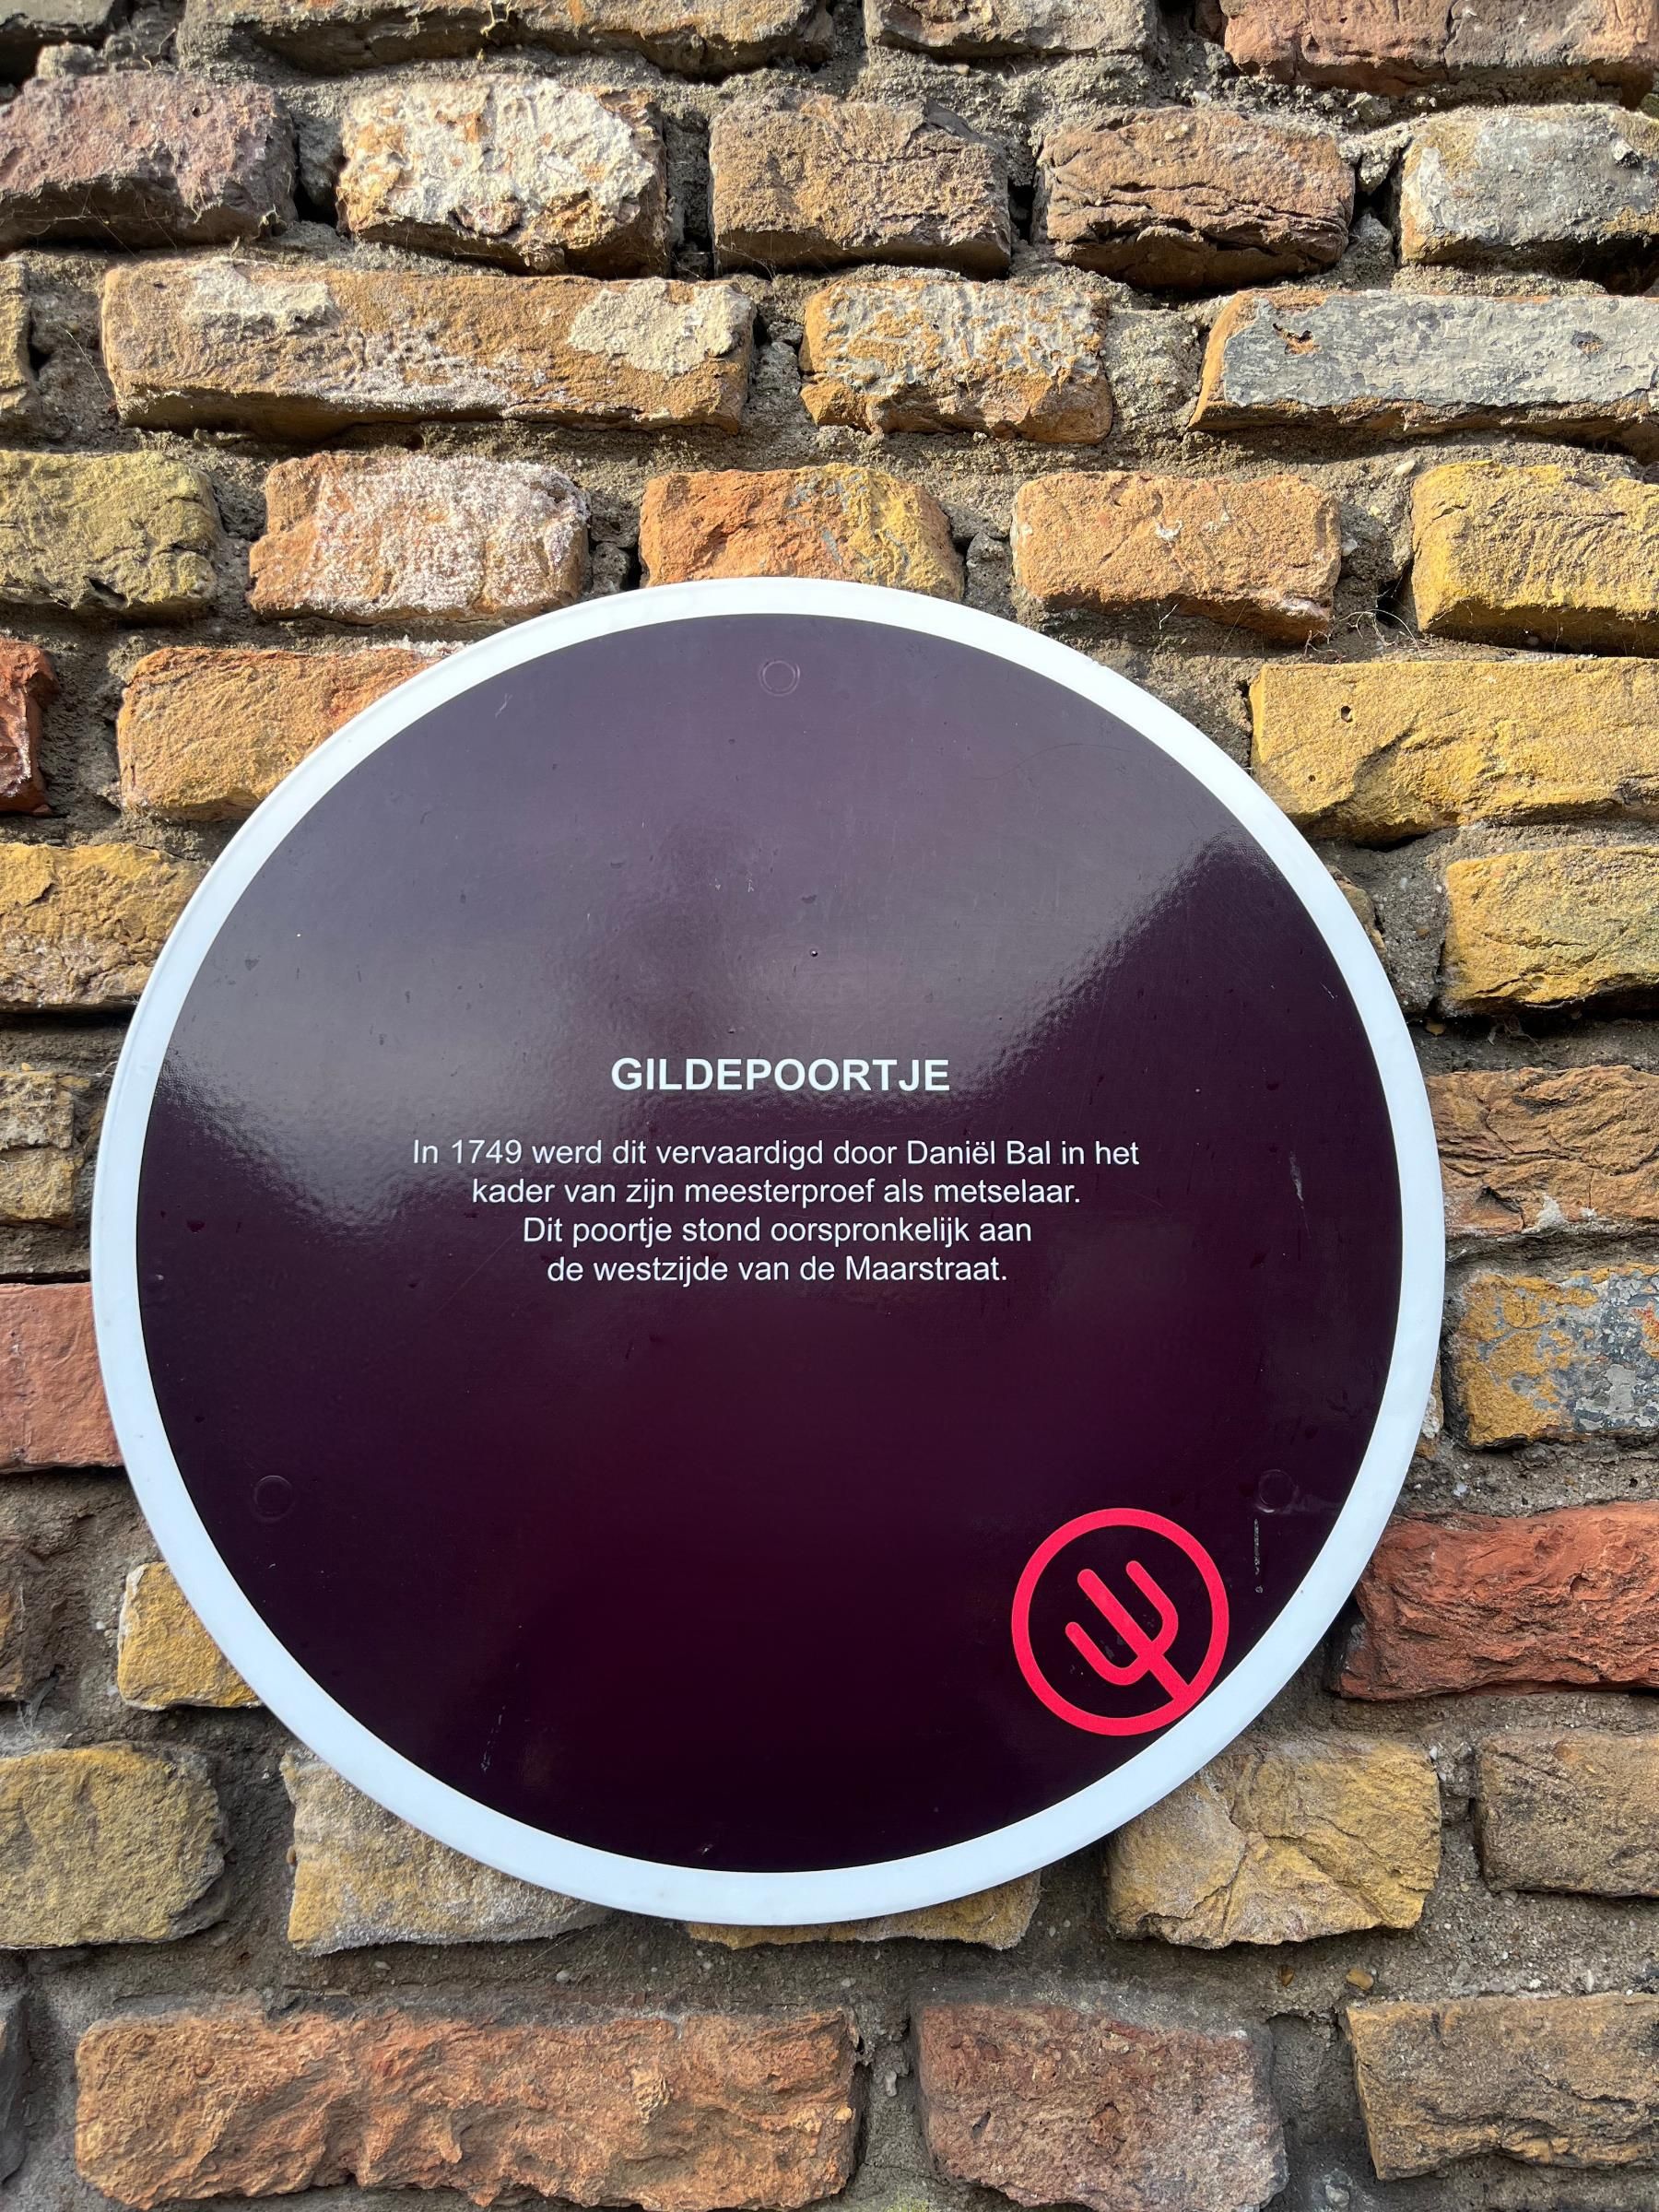 GILDEPOORTJE
In 1749 werd dit vervaardigd door Daniël Bal in het
kader van zijn meesterproef als metselaar.
Dit poortje stond oorspronkelijk aan
de westzijde van de Maarstraat.